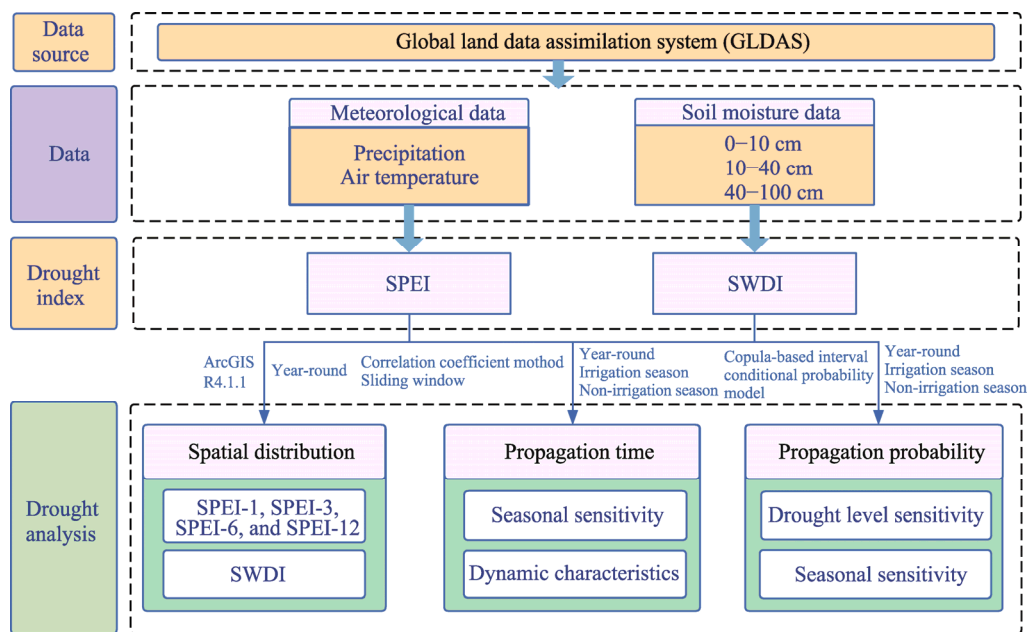 Data
source
Global land data assimilation system (GLDAS)
Data
Meteorological data
Precipitation
Air temperature
Soil moisture data
0−10 cm
10−40 cm
40−100 cm
Drought
index
SPEI
SWDI
ArcGIS
R4.1.1
Year-round
Correlation coefficient mothod
Sliding window
Year-round
Irrigation season
Non-irrigation season
Copula-based interval
conditional probability
model
Year-round
Irrigation season
Non-irrigation season
Drought
analysis
Spatial distribution
SPEI-1, SPEI-3,
SPEI-6, and SPEI-12
SWDI
Propagation time
Seasonal sensitivity
Dynamic characteristics
Propagation probability
Drought level sensitivity
Seasonal sensitivity